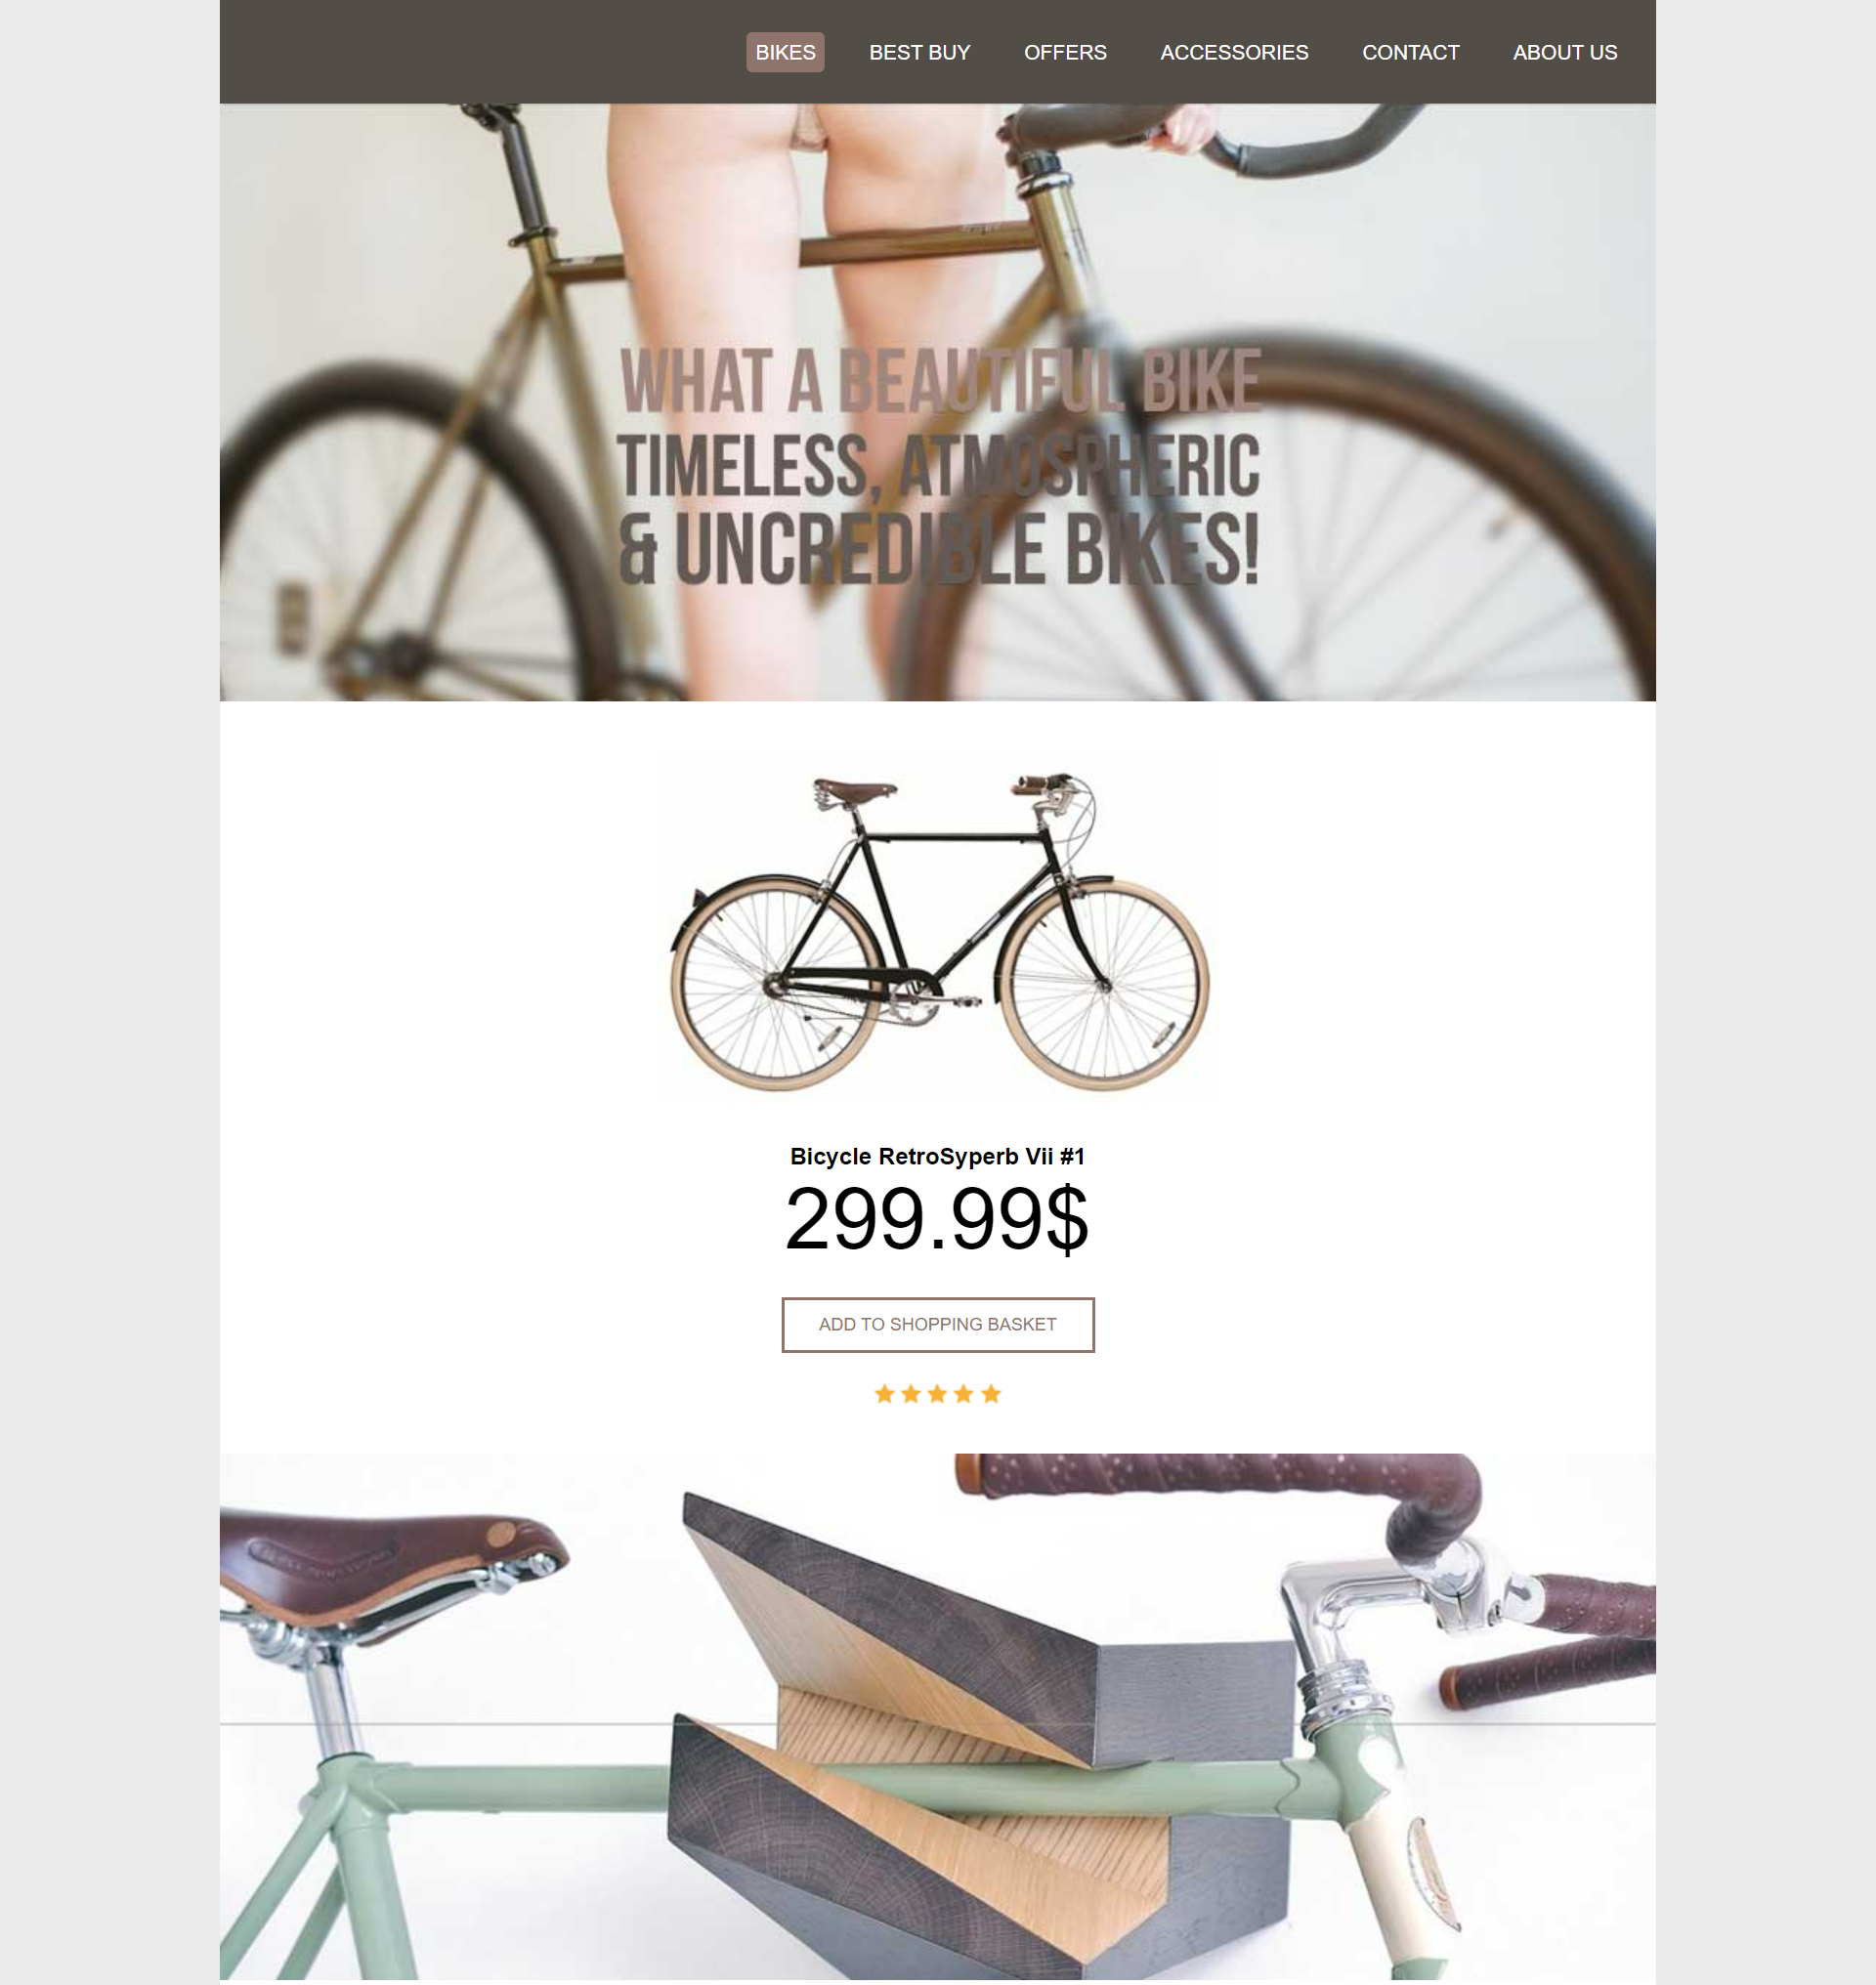 BIKES BEST BUY OFFERS ACCESSORIES CONTACT ABOUT US
WHAT A BEAUTIFUL BIKE
TIMELESS, ATMOSPHERIC
& UNCREDIBLE BIKES!
Bicycle RetroSyperb Vii #1
299.99$
ADD TO SHOPPING BASKET